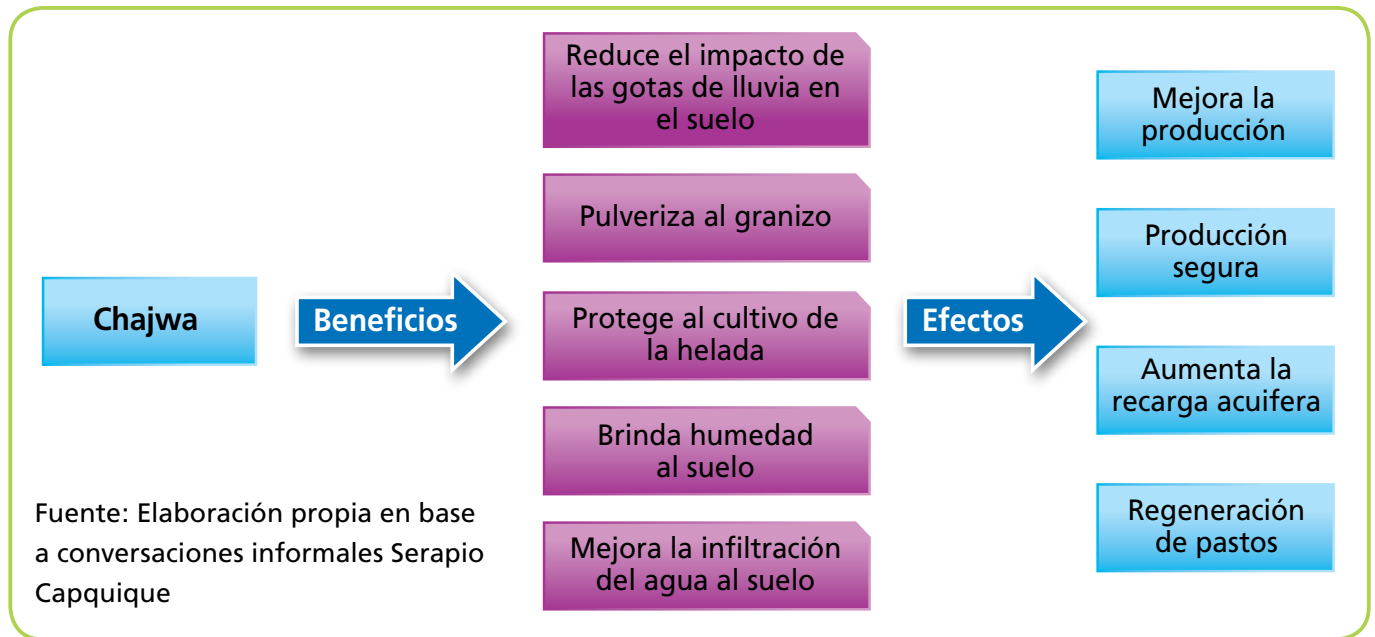 Chajwa
Beneficios
Reduce el impacto de
las gotas de lluvia en
el suelo
Pulveriza al granizo
Protege al cultivo de
la helada
Brinda humedad
al suelo
Mejora la infiltración
del agua al suelo
Efectos
Mejora la
producción
Producción
segura
Aumenta la
recarga acuifera
Regeneración
de pastos
Fuente: Elaboración propia en base
a conversaciones informales Serapio
Capquique